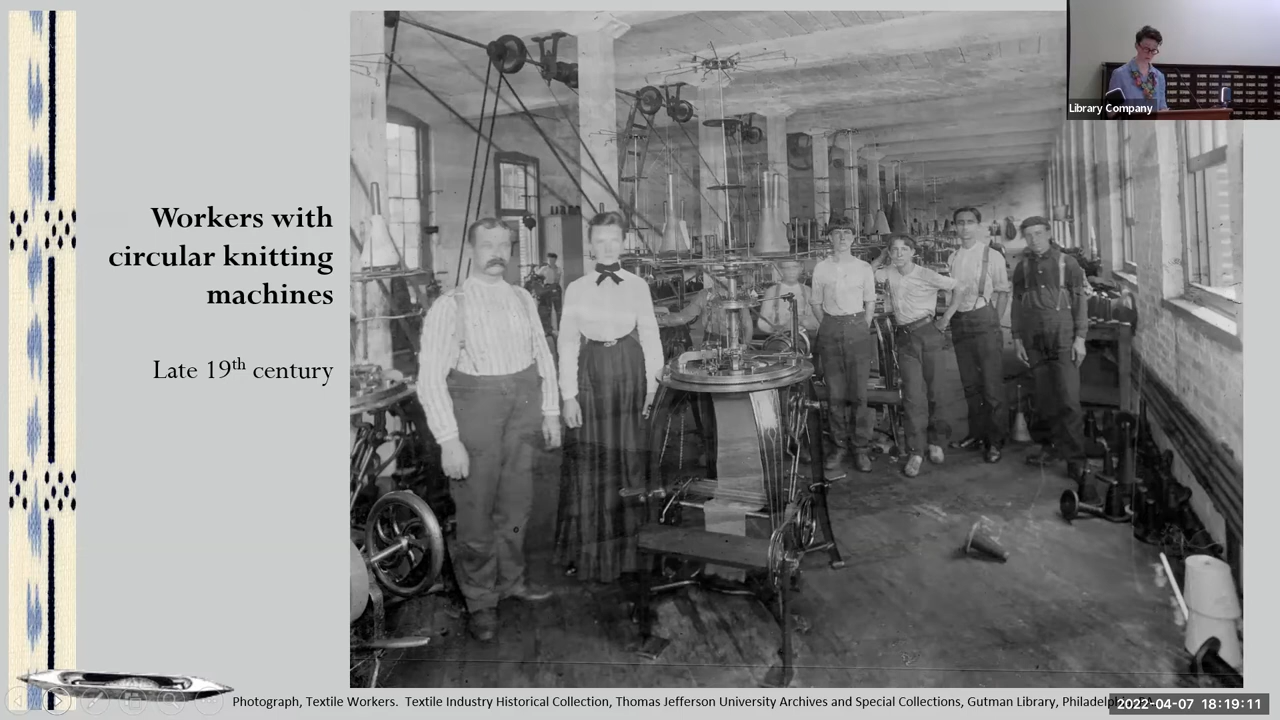 Library Company
Workers with
circular knitting
machines
Late 19th century
Photograph, Textile Workers. Textile Industry Historical Collection, Thomas Jefferson University Archives and Special Collections, Gutman Library, Philadelphia
2022-04-07 18:19:11